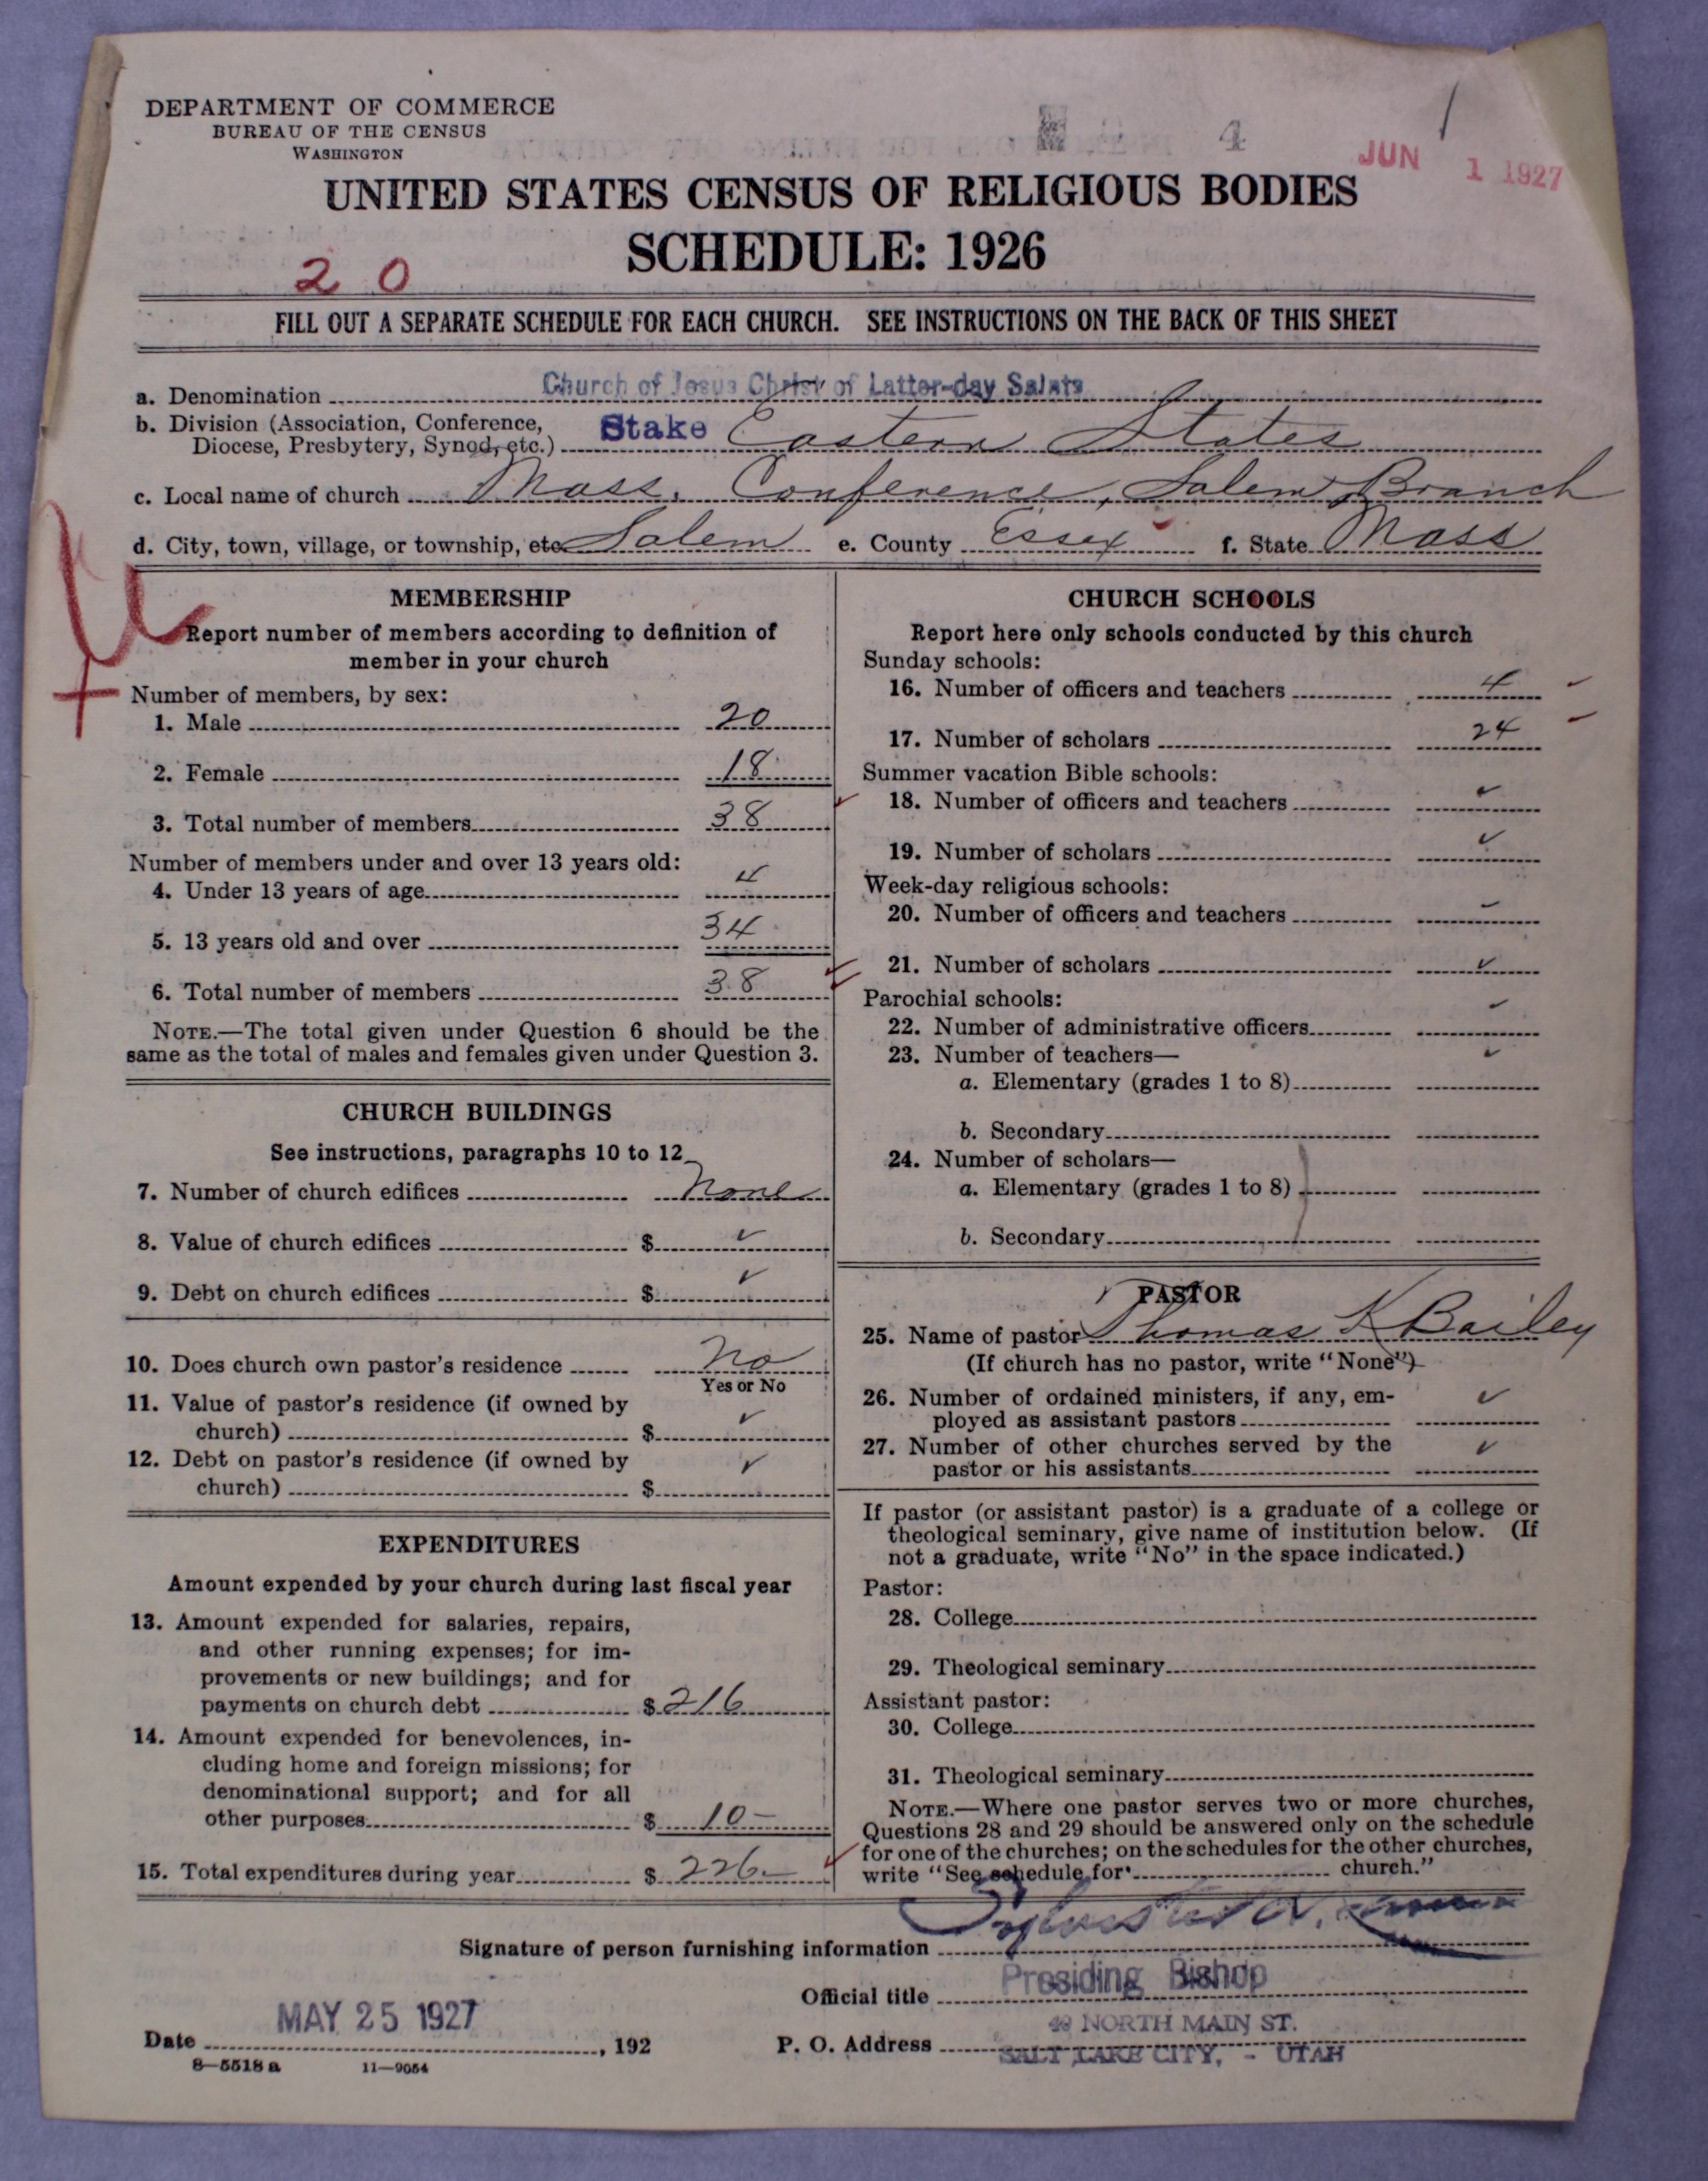 DEPARTMENT OF COMMERCE
BUREAU OF THE CENSUS
WASHINGTON
4
JUN 1 1927
UNITED STATES CENSUS OF RELIGIOUS BODIES
SCHEDULE: 1926
20
FILL OUT A SEPARATE SCHEDULE FOR EACH CHURCH. SEE INSTRUCTIONS ON THE BACK OF THIS SHEET
a. Denomination Church of Jesus Christ of Latter-day Saints
b. Division (Association, Conference,
Diocese, Presbytery, Synod, etc.) Stake Eastern States
c. Local name of church Mass. Conference, Salem Branch
d. City, town, village, or township, etc. Salem e. County Essex f. State Mass
MEMBERSHIP
Report number of members according to definition of
member in your church
Number of members, by sex:
1. Male 20
2. Female 18
3. Total number of members 38
Number of members under and over 13 years old:
4. Under 13 years of age 4
5. 13 years old and over 34
6. Total number of members 38
NOTE.—The total given under Question 6 should be the
same as the total of males and females given under Question 3.
CHURCH BUILDINGS
See instructions, paragraphs 10 to 12
7. Number of church edifices None
8. Value of church edifices $ ✓
9. Debt on church edifices $ ✓
10. Does church own pastor's residence No
Yes or No
11. Value of pastor's residence (if owned by
church) $ ✓
12. Debt on pastor's residence (if owned by
church) $ ✓
EXPENDITURES
Amount expended by your church during last fiscal year
13. Amount expended for salaries, repairs,
and other running expenses; for im-
provements or new buildings; and for
payments on church debt $ 216
14. Amount expended for benevolences, in-
cluding home and foreign missions; for
denominational support; and for all
other purposes $ 10-
15. Total expenditures during year $ 226.-
CHURCH SCHOOLS
Report here only schools conducted by this church
Sunday schools:
16. Number of officers and teachers 4
17. Number of scholars 24
Summer vacation Bible schools:
18. Number of officers and teachers ✓
19. Number of scholars ✓
Week-day religious schools:
20. Number of officers and teachers ✓
21. Number of scholars ✓
Parochial schools:
22. Number of administrative officers ✓
23. Number of teachers— ✓
a. Elementary (grades 1 to 8)
b. Secondary
24. Number of scholars—
a. Elementary (grades 1 to 8)
b. Secondary
PASTOR
25. Name of pastor Thomas K Bailey
(If church has no pastor, write "None")
26. Number of ordained ministers, if any, em-
ployed as assistant pastors ✓
27. Number of other churches served by the
pastor or his assistants ✓
If pastor (or assistant pastor) is a graduate of a college or
theological seminary, give name of institution below. (If
not a graduate, write "No" in the space indicated.)
Pastor:
28. College
29. Theological seminary
Assistant pastor:
30. College
31. Theological seminary
NOTE.—Where one pastor serves two or more churches,
Questions 28 and 29 should be answered only on the schedule
for one of the churches; on the schedules for the other churches,
write "See schedule for church."
Signature of person furnishing information
Official title Presiding Bishop
Date MAY 25 1927, 192
P. O. Address 40 NORTH MAIN ST.
SALT LAKE CITY, - UTAH
8—5518 a 11—9054